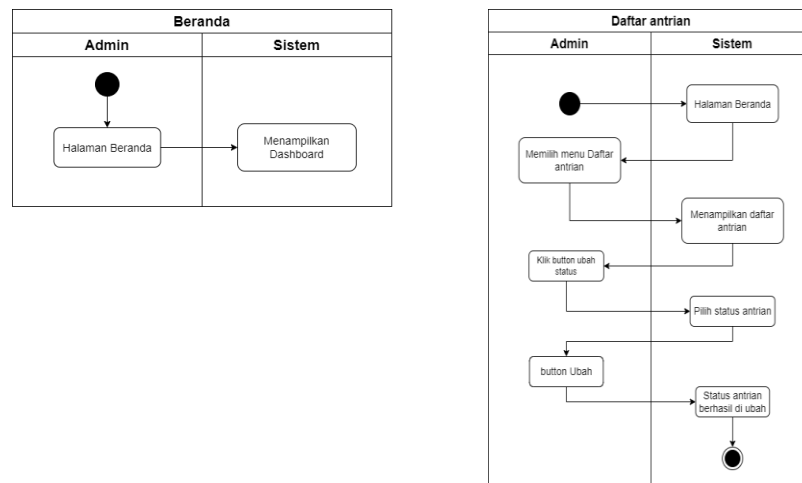 Beranda
Admin
Sistem
Halaman Beranda
Menampilkan
Dashboard
Daftar antrian
Admin
Sistem
Halaman Beranda
Memilih menu Daftar
antrian
Menampilkan daftar
antrian
Klik button ubah
status
Pilih status antrian
button Ubah
Status antrian
berhasil di ubah